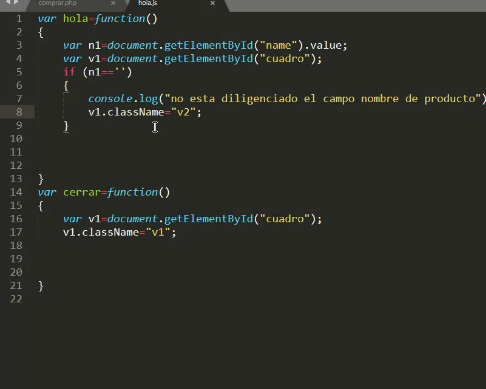 comprar.php × hola.js ×
1 var hola=function()
2 {
3 var n1=document.getElementById("name").value;
4 var v1=document.getElementById("cuadro");
5 if (n1=='')
6 {
7 console.log("no esta diligenciado el campo nombre de producto")
8 v1.className="v2";
9 }
10
11
12
13 }
14 var cerrar=function()
15 {
16 var v1=document.getElementById("cuadro");
17 v1.className="v1";
18
19
20
21 }
22